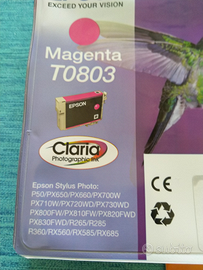 EXCEED YOUR VISION
Magenta
T0803
EPSON
Claria
Photographic Ink
Epson Stylus Photo:
P50/PX650/PX660/PX700W
PX710W/PX720WD/PX730WD
PX800FW/PX810FW/PX820FWD
PX830FWD/R265/R285
R360/RX560/RX585/RX685
CE